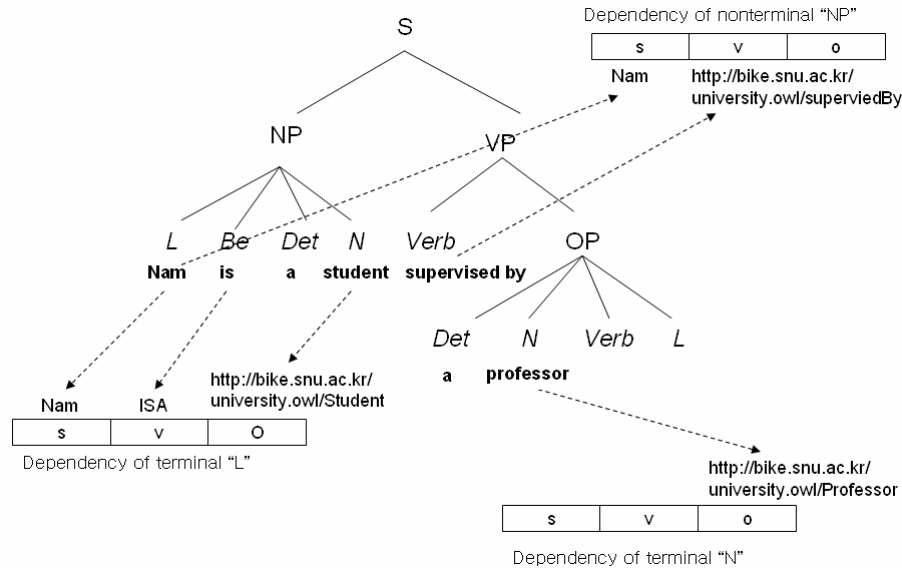 Dependency of nonterminal “NP”
S
s v o
Nam http://bike.snu.ac.kr/
university.owl/superviedBy
NP VP
L Be Det N Verb OP
Nam is a student supervised by
Det N Verb L
a professor
http://bike.snu.ac.kr/
university.owl/Student
Nam ISA
s v O
Dependency of terminal “L”
http://bike.snu.ac.kr/
university.owl/Professor
s v o
Dependency of terminal “N”